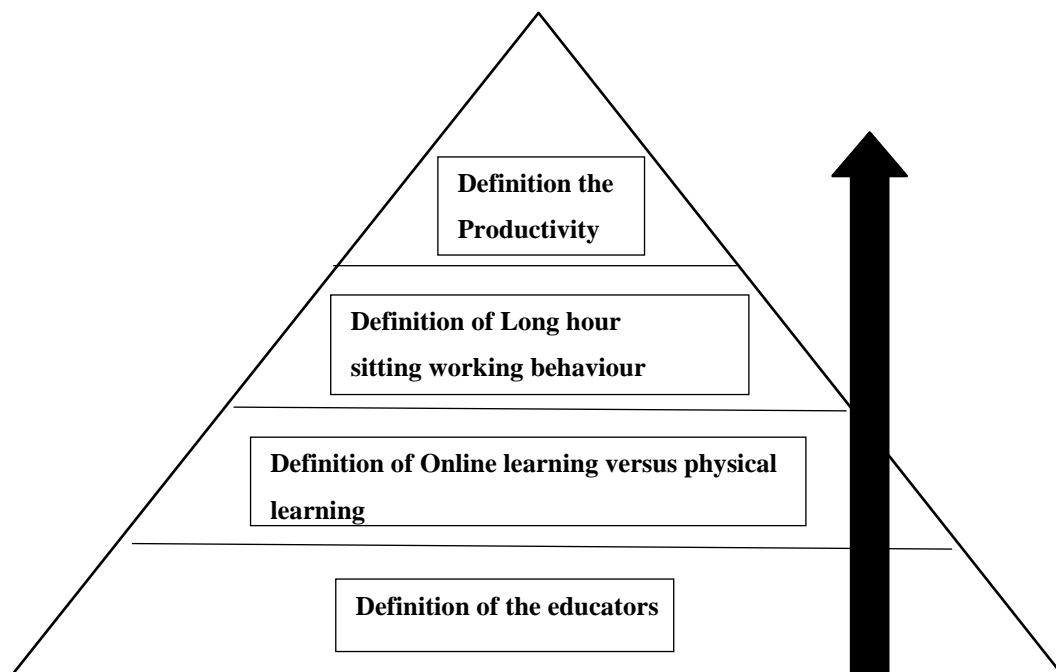 Definition the
Productivity
Definition of Long hour
sitting working behaviour
Definition of Online learning versus physical
learning
Definition of the educators